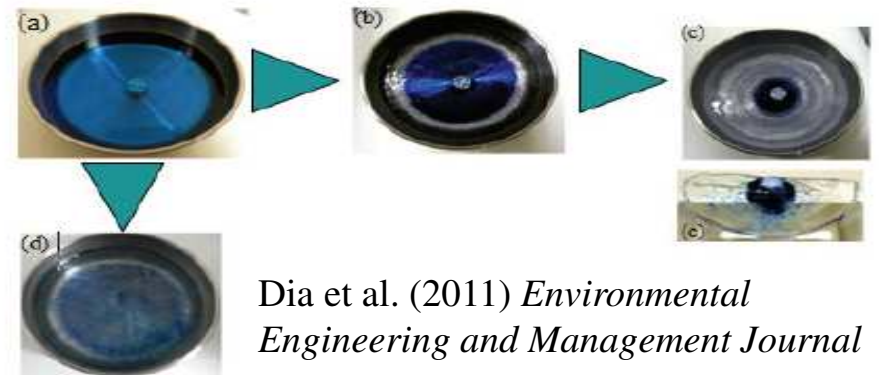 (a)
(b)
(c)
(d)
Dia et al. (2011) Environmental
Engineering and Management Journal